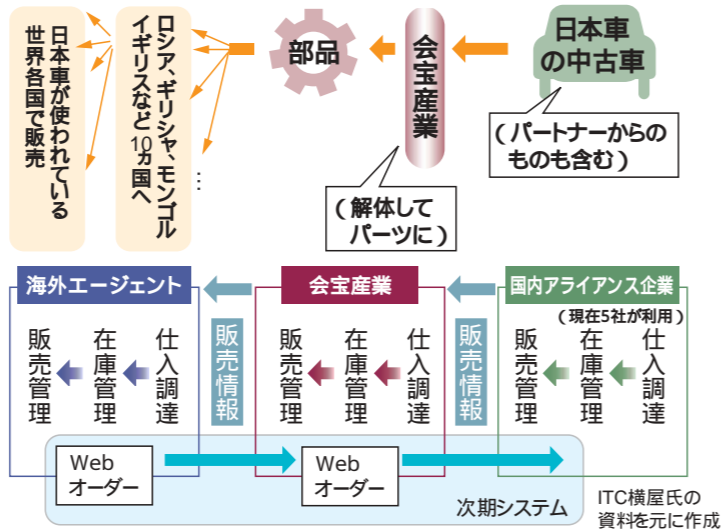 日本車
の中古車
(パートナーからの
ものも含む)
会宝産業
(解体して
パーツに)
部品
ロシア、ギリシャ、モンゴル
イギリスなど10ヵ国へ
…
日本車が使われている
世界各国で販売
海外エージェント
会宝産業
国内アライアンス企業
(現在5社が利用)
仕入調達
在庫管理
販売管理
販売情報
仕入調達
在庫管理
販売管理
販売情報
仕入調達
在庫管理
販売管理
Web
オーダー
Web
オーダー
次期システム
ITC横屋氏の
資料を元に作成